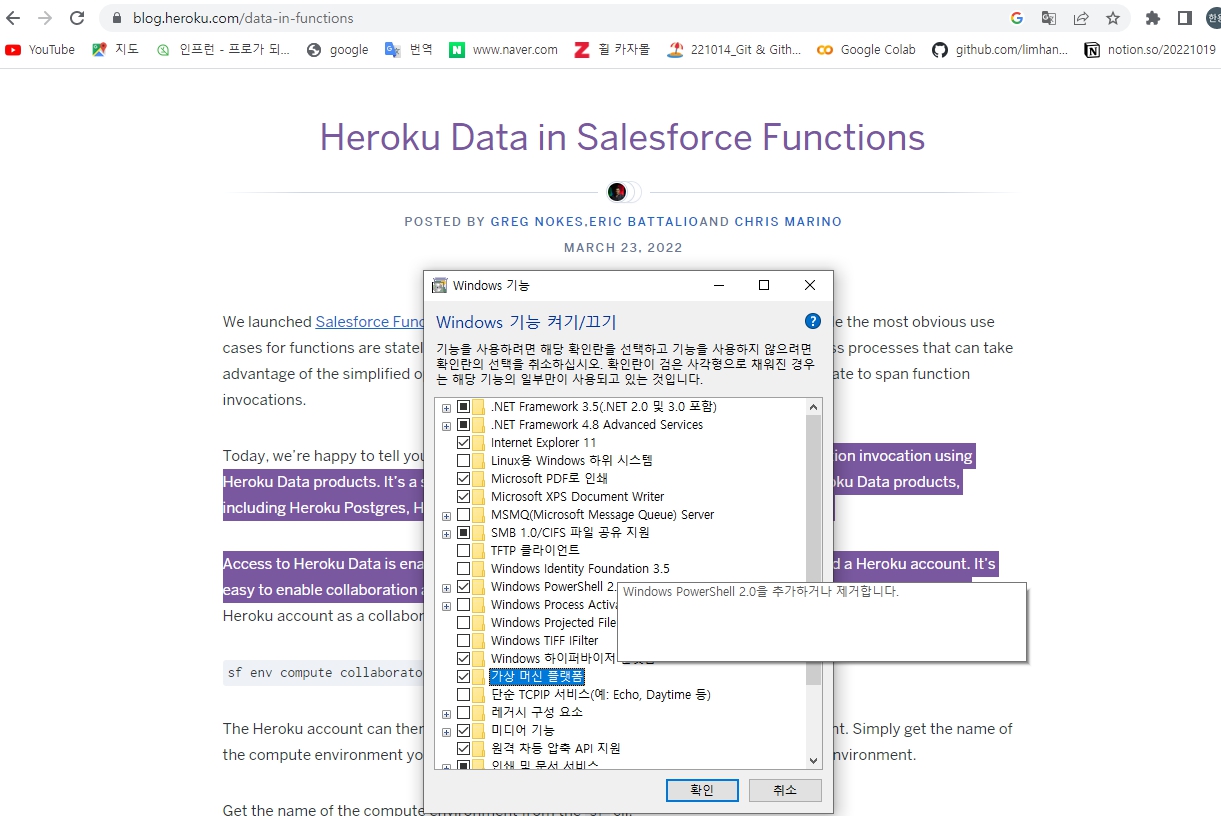 blog.heroku.com/data-in-functions
YouTube 지도 인프런 - 프로가 되... google 번역 www.naver.com 휠 카자몰 221014_Git & Gith... Google Colab github.com/limhan... notion.so/20221019
Heroku Data in Salesforce Functions
POSTED BY GREG NOKES,ERIC BATTALIOAND CHRIS MARINO
MARCH 23, 2022
We launched Salesforce Func
e the most obvious use
cases for functions are statel
ss processes that can take
advantage of the simplified o
ate to span function
invocations.
Today, we're happy to tell you
ion invocation using
Heroku Data products. It's a s
oku Data products,
including Heroku Postgres, H
Access to Heroku Data is ena
d a Heroku account. It's
easy to enable collaboration a
Heroku account as a collabor
sf env compute collaborato
The Heroku account can then
nt. Simply get the name of
the compute environment yo
nvironment.
Get the name of the compute environment from the sf cli.
Windows 기능
Windows 기능 켜기/끄기
기능을 사용하려면 해당 확인란을 선택하고 기능을 사용하지 않으려면
확인란의 선택을 취소하십시오. 확인란이 검은 사각형으로 채워진 경우
는 해당 기능의 일부만이 사용되고 있는 것입니다.
.NET Framework 3.5(.NET 2.0 및 3.0 포함)
.NET Framework 4.8 Advanced Services
Internet Explorer 11
Linux용 Windows 하위 시스템
Microsoft PDF로 인쇄
Microsoft XPS Document Writer
MSMQ(Microsoft Message Queue) Server
SMB 1.0/CIFS 파일 공유 지원
TFTP 클라이언트
Windows Identity Foundation 3.5
Windows PowerShell 2.
Windows PowerShell 2.0을 추가하거나 제거합니다.
Windows Process Activa
Windows Projected File
Windows TIFF IFilter
Windows 하이퍼바이저
가상 머신 플랫폼
단순 TCPIP 서비스(예: Echo, Daytime 등)
레거시 구성 요소
미디어 기능
원격 차등 압축 API 지원
인쇄 및 문서 서비스
확인 취소